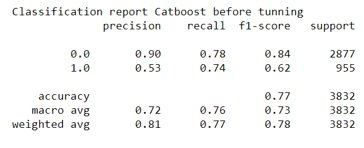 Classification report Catboost before tunning
precision recall f1-score support
0.0 0.90 0.78 0.84 2877
1.0 0.53 0.74 0.62 955
accuracy 0.77 3832
macro avg 0.72 0.76 0.73 3832
weighted avg 0.81 0.77 0.78 3832